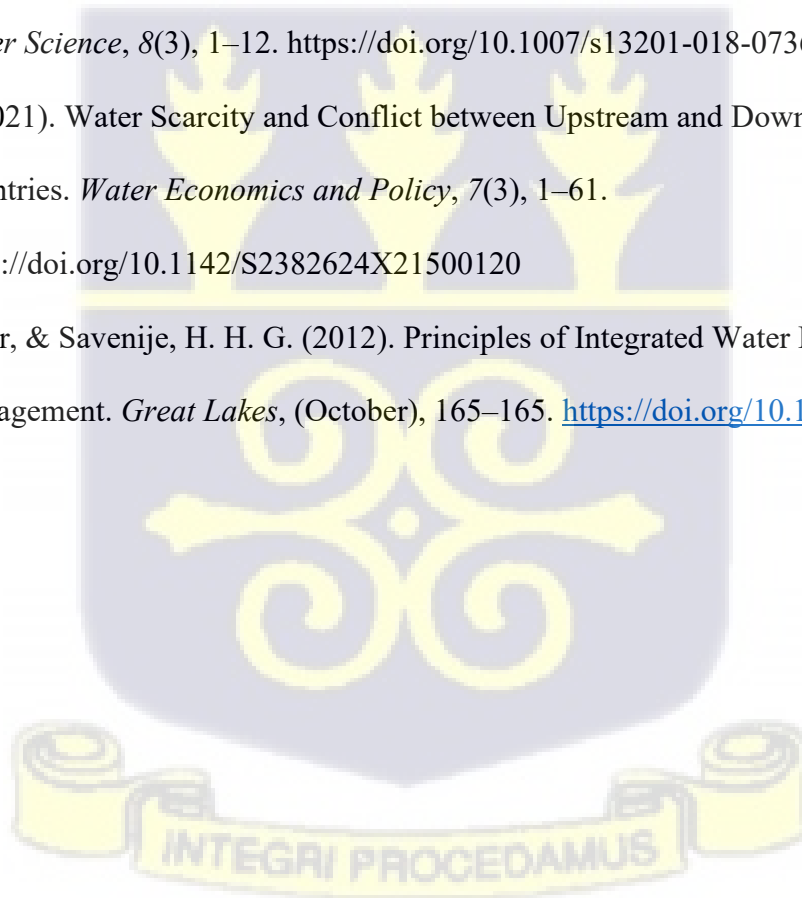 er Science, 8(3), 1–12. https://doi.org/10.1007/s13201-018-073
021). Water Scarcity and Conflict between Upstream and Down
ntries. Water Economics and Policy, 7(3), 1–61.
://doi.org/10.1142/S2382624X21500120
r, & Savenije, H. H. G. (2012). Principles of Integrated Water
agement. Great Lakes, (October), 165–165. https://doi.org/10.1
INTEGRI PROCEDAMUS